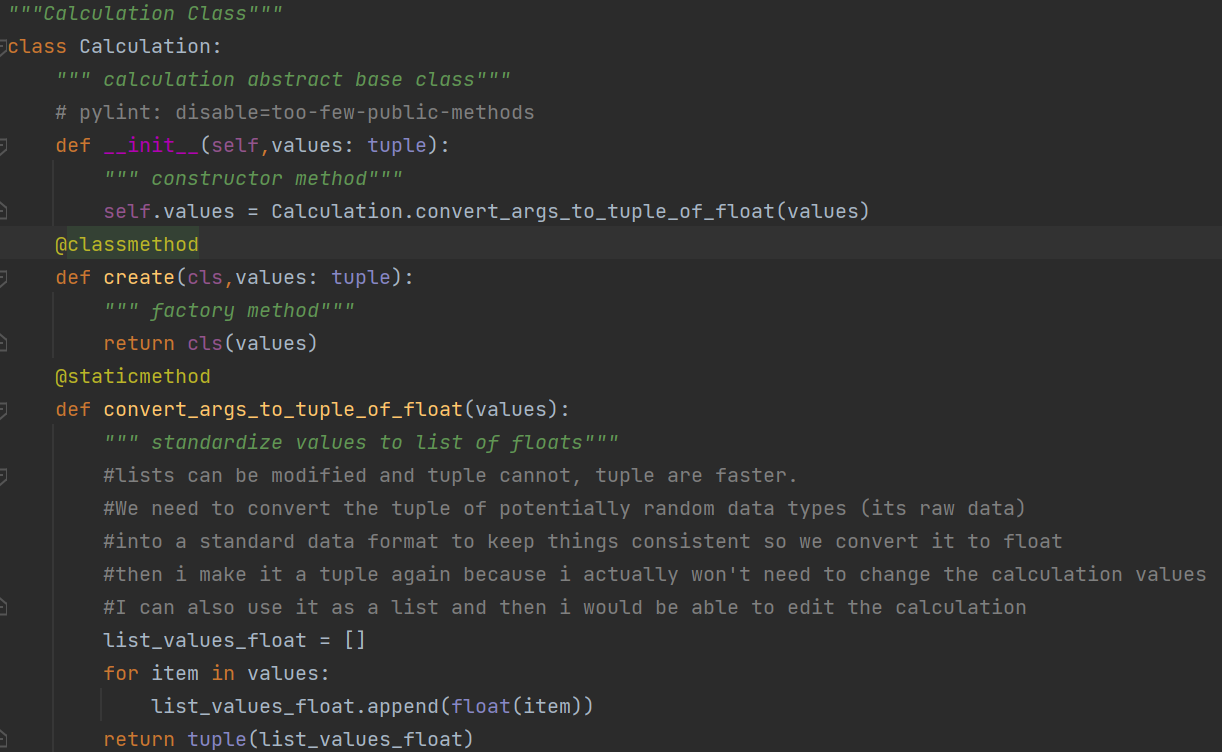 """Calculation Class"""
class Calculation:
    """ calculation abstract base class"""
    # pylint: disable=too-few-public-methods
    def __init__(self,values: tuple):
        """ constructor method"""
        self.values = Calculation.convert_args_to_tuple_of_float(values)
    @classmethod
    def create(cls,values: tuple):
        """ factory method"""
        return cls(values)
    @staticmethod
    def convert_args_to_tuple_of_float(values):
        """ standardize values to list of floats"""
        #lists can be modified and tuple cannot, tuple are faster.
        #We need to convert the tuple of potentially random data types (its raw data)
        #into a standard data format to keep things consistent so we convert it to float
        #then i make it a tuple again because i actually won't need to change the calculation values
        #I can also use it as a list and then i would be able to edit the calculation
        list_values_float = []
        for item in values:
            list_values_float.append(float(item))
        return tuple(list_values_float)